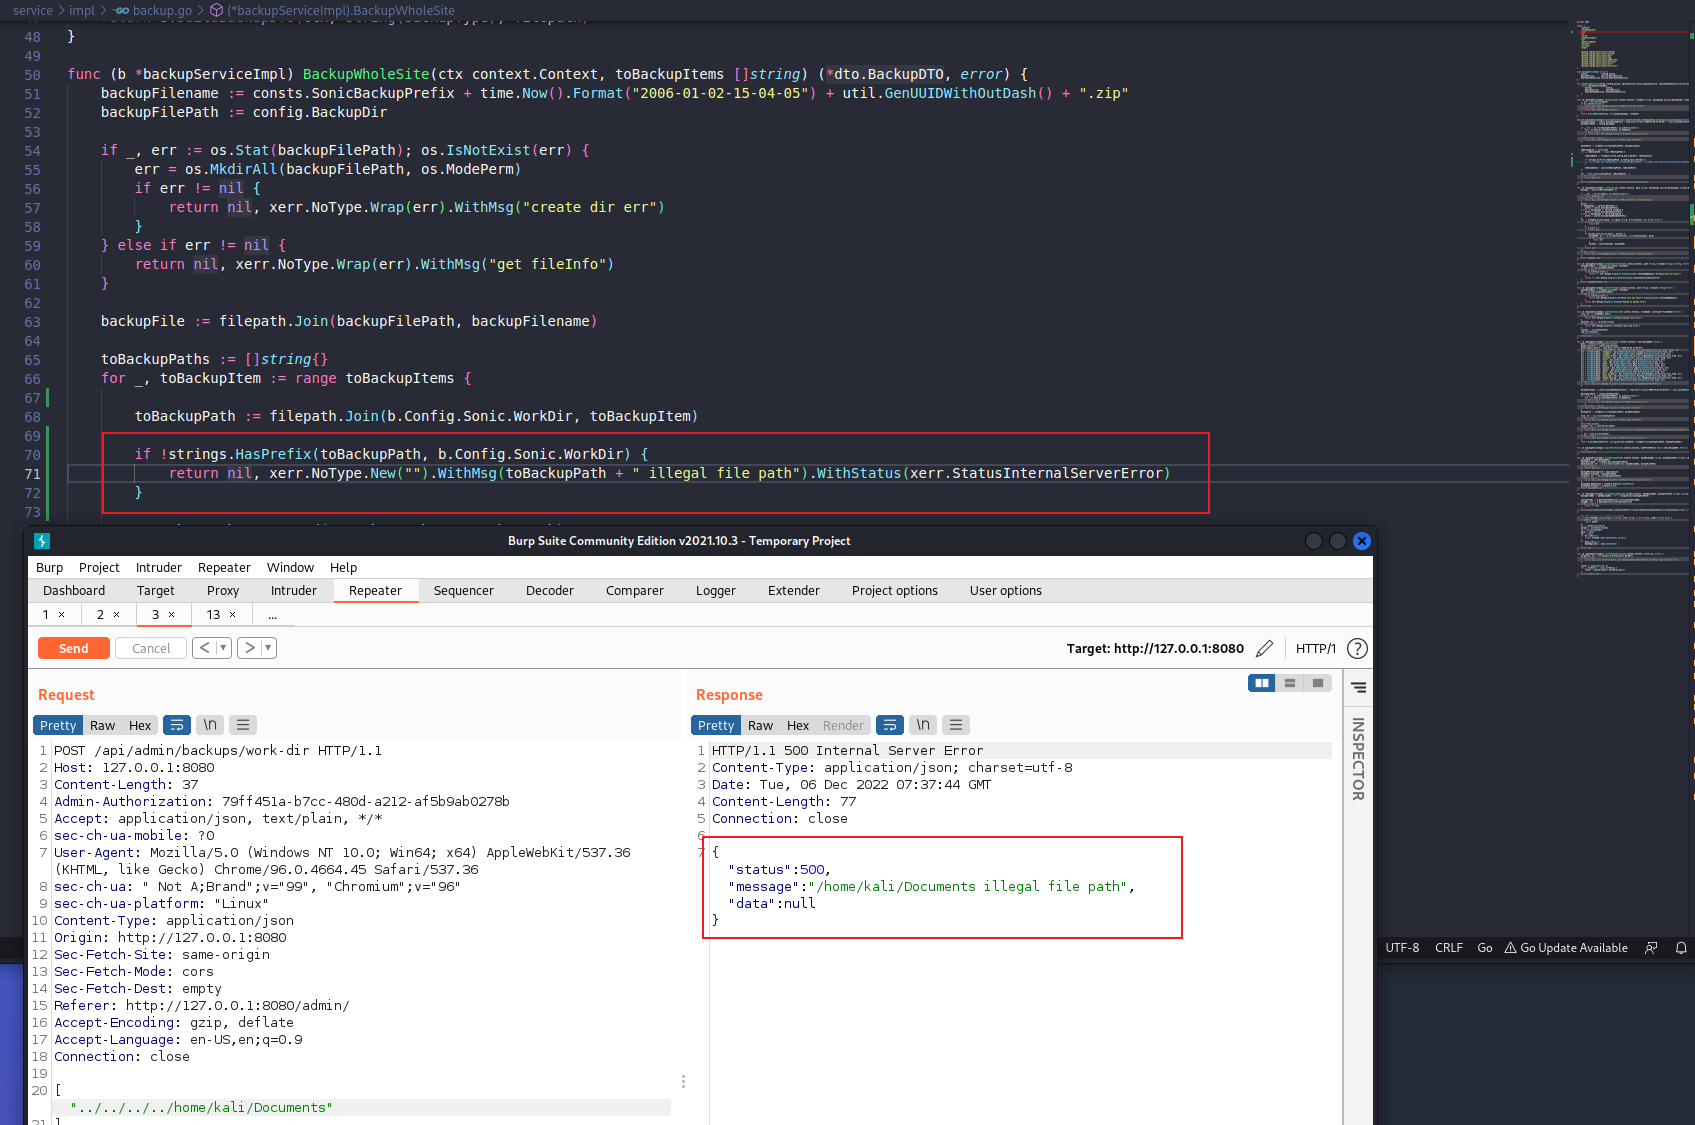 service > impl > backup.go > (*backupServiceImpl).BackupWholeSite
48 }
49
50 func (b *backupServiceImpl) BackupWholeSite(ctx context.Context, toBackupItems []string) (*dto.BackupDTO, error) {
51 backupFilename := consts.SonicBackupPrefix + time.Now().Format("2006-01-02-15-04-05") + util.GenUUIDWithOutDash() + ".zip"
52 backupFilePath := config.BackupDir
53
54 if _, err := os.Stat(backupFilePath); os.IsNotExist(err) {
55 err = os.MkdirAll(backupFilePath, os.ModePerm)
56 if err != nil {
57 return nil, xerr.NoType.Wrap(err).WithMsg("create dir err")
58 }
59 } else if err != nil {
60 return nil, xerr.NoType.Wrap(err).WithMsg("get fileInfo")
61 }
62
63 backupFile := filepath.Join(backupFilePath, backupFilename)
64
65 toBackupPaths := []string{}
66 for _, toBackupItem := range toBackupItems {
67
68 toBackupPath := filepath.Join(b.Config.Sonic.WorkDir, toBackupItem)
69
70 if !strings.HasPrefix(toBackupPath, b.Config.Sonic.WorkDir) {
71 return nil, xerr.NoType.New("").WithMsg(toBackupPath + " illegal file path").WithStatus(xerr.StatusInternalServerError)
72 }
73
Burp Suite Community Edition v2021.10.3 - Temporary Project
Burp Project Intruder Repeater Window Help
Dashboard Target Proxy Intruder Repeater Sequencer Decoder Comparer Logger Extender Project options User options
1 × 2 × 3 × 13 × ...
Send Cancel < > Target: http://127.0.0.1:8080 HTTP/1 ?
Request
Pretty Raw Hex \n
1 POST /api/admin/backups/work-dir HTTP/1.1
2 Host: 127.0.0.1:8080
3 Content-Length: 37
4 Admin-Authorization: 79ff451a-b7cc-480d-a212-af5b9ab0278b
5 Accept: application/json, text/plain, */*
6 sec-ch-ua-mobile: ?0
7 User-Agent: Mozilla/5.0 (Windows NT 10.0; Win64; x64) AppleWebKit/537.36
(KHTML, like Gecko) Chrome/96.0.4664.45 Safari/537.36
8 sec-ch-ua: " Not A;Brand";v="99", "Chromium";v="96"
9 sec-ch-ua-platform: "Linux"
10 Content-Type: application/json
11 Origin: http://127.0.0.1:8080
12 Sec-Fetch-Site: same-origin
13 Sec-Fetch-Mode: cors
14 Sec-Fetch-Dest: empty
15 Referer: http://127.0.0.1:8080/admin/
16 Accept-Encoding: gzip, deflate
17 Accept-Language: en-US,en;q=0.9
18 Connection: close
19
20 [
"../../../../home/kali/Documents"
21 ]
Response
Pretty Raw Hex Render \n
1 HTTP/1.1 500 Internal Server Error
2 Content-Type: application/json; charset=utf-8
3 Date: Tue, 06 Dec 2022 07:37:44 GMT
4 Content-Length: 77
5 Connection: close
6
7 {
"status":500,
"message":"/home/kali/Documents illegal file path",
"data":null
}
INSPECTOR
UTF-8 CRLF Go Go Update Available